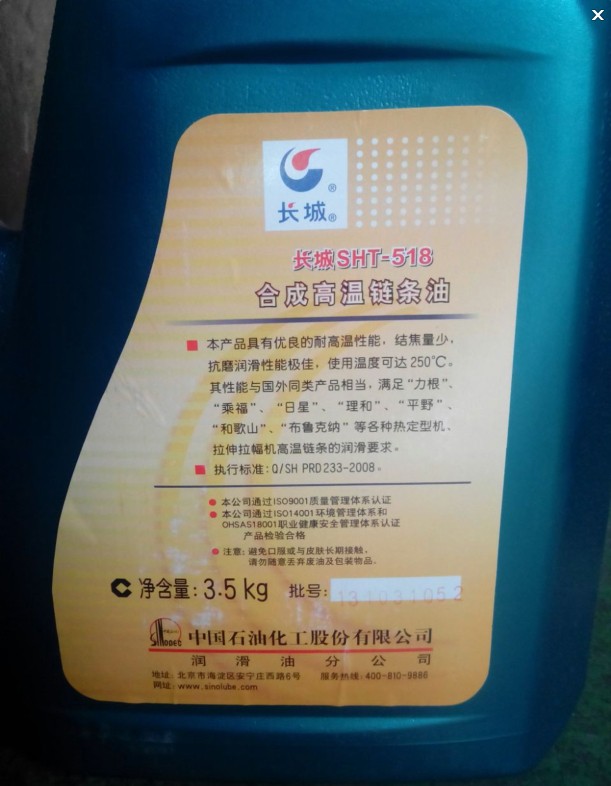 长城®
长城SHT-518
合成高温链条油
本产品具有优良的耐高温性能，结焦量少，
抗磨润滑性能极佳，使用温度可达250℃。
其性能与国外同类产品相当，满足“力根”、
“乘福”、“日星”、“理和”、“平野”、
“和歌山”、“布鲁克纳”等各种热定型机、
拉伸拉幅机高温链条的润滑要求。
执行标准：Q/SH PRD233-2008。
本公司通过ISO9001质量管理体系认证
本公司通过ISO14001环境管理体系和
OHSAS18001职业健康安全管理体系认证
产品检验合格
注意：避免口服或与皮肤长期接触。
请勿随意丢弃废油及包装物品。
净含量：3.5kg 批号：131031052
SINOPEC 中国石油化工股份有限公司
润滑油分公司
地址：北京市海淀区安宁庄西路6号 服务热线：400-810-9886
网址：www.sinolube.com